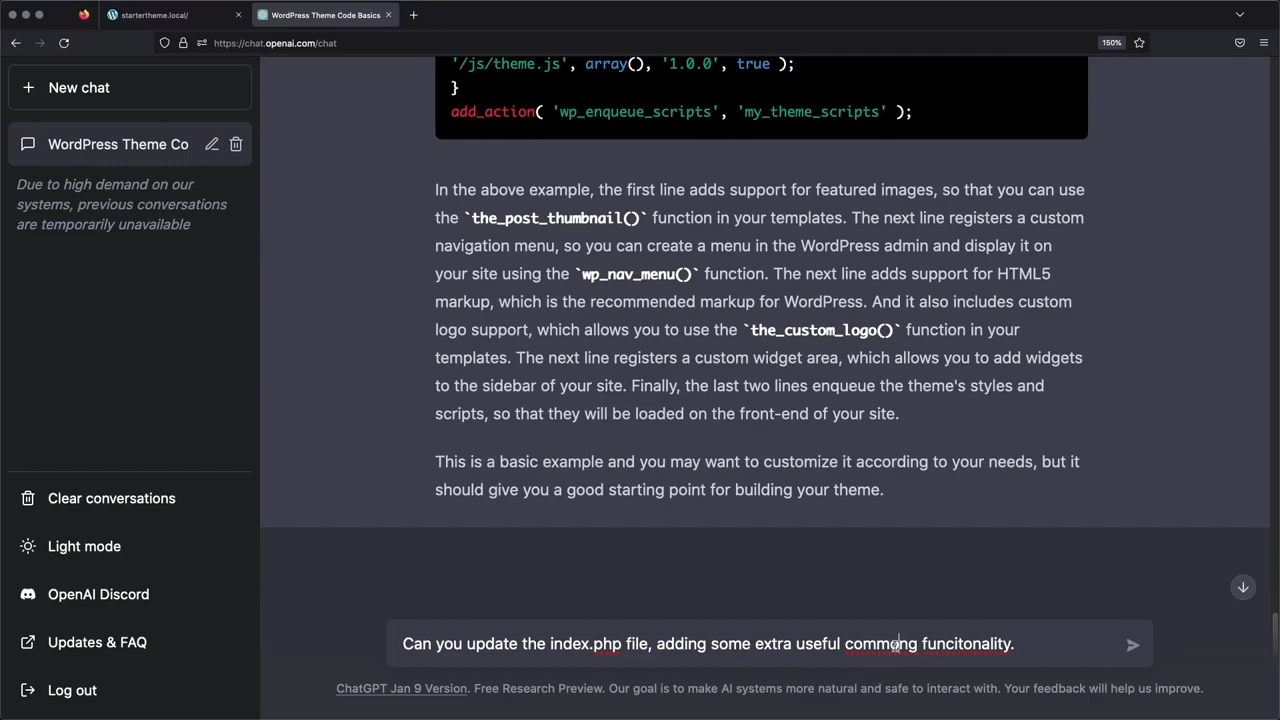 startertheme.local/
WordPress Theme Code Basics
https://chat.openai.com/chat
150%
New chat
WordPress Theme Co
Due to high demand on our
systems, previous conversations
are temporarily unavailable
Clear conversations
Light mode
OpenAI Discord
Updates & FAQ
Log out
'/js/theme.js', array(), '1.0.0', true );
}
add_action( 'wp_enqueue_scripts', 'my_theme_scripts' );
In the above example, the first line adds support for featured images, so that you can use
the `the_post_thumbnail()` function in your templates. The next line registers a custom
navigation menu, so you can create a menu in the WordPress admin and display it on
your site using the `wp_nav_menu()` function. The next line adds support for HTML5
markup, which is the recommended markup for WordPress. And it also includes custom
logo support, which allows you to use the `the_custom_logo()` function in your
templates. The next line registers a custom widget area, which allows you to add widgets
to the sidebar of your site. Finally, the last two lines enqueue the theme's styles and
scripts, so that they will be loaded on the front-end of your site.
This is a basic example and you may want to customize it according to your needs, but it
should give you a good starting point for building your theme.
Can you update the index.php file, adding some extra useful commong funcitonality.
ChatGPT Jan 9 Version. Free Research Preview. Our goal is to make AI systems more natural and safe to interact with. Your feedback will help us improve.